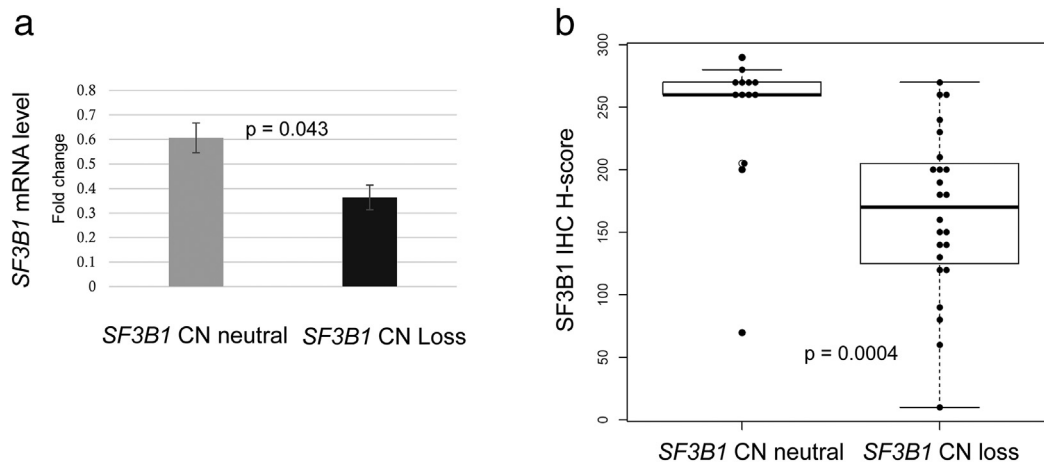 a
SF3B1 mRNA level
Fold change
0.8
0.7
0.6
0.5
0.4
0.3
0.2
0.1
0
p = 0.043
SF3B1 CN neutral
SF3B1 CN Loss
b
SF3B1 IHC H-score
300
250
200
150
100
50
0
p = 0.0004
SF3B1 CN neutral
SF3B1 CN loss